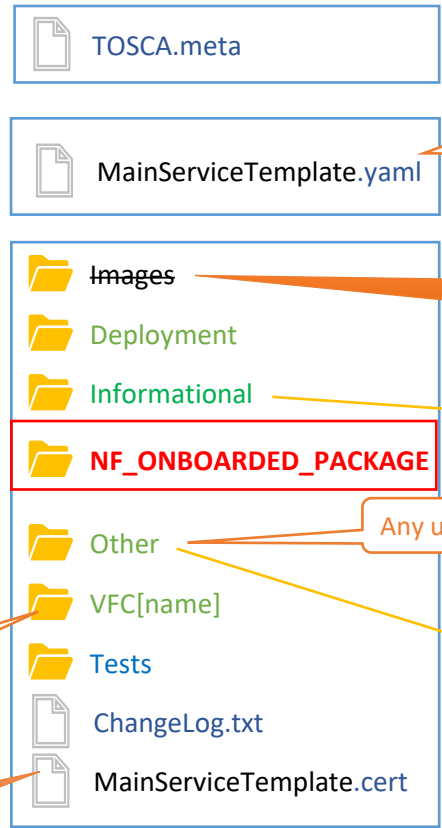 TOSCA.meta
MainServiceTemplate.yaml
Images
Deployment
Informational
NF_ONBOARDED_PACKAGE
Other
Any u
VFC[name]
Tests
ChangeLog.txt
MainServiceTemplate.cert